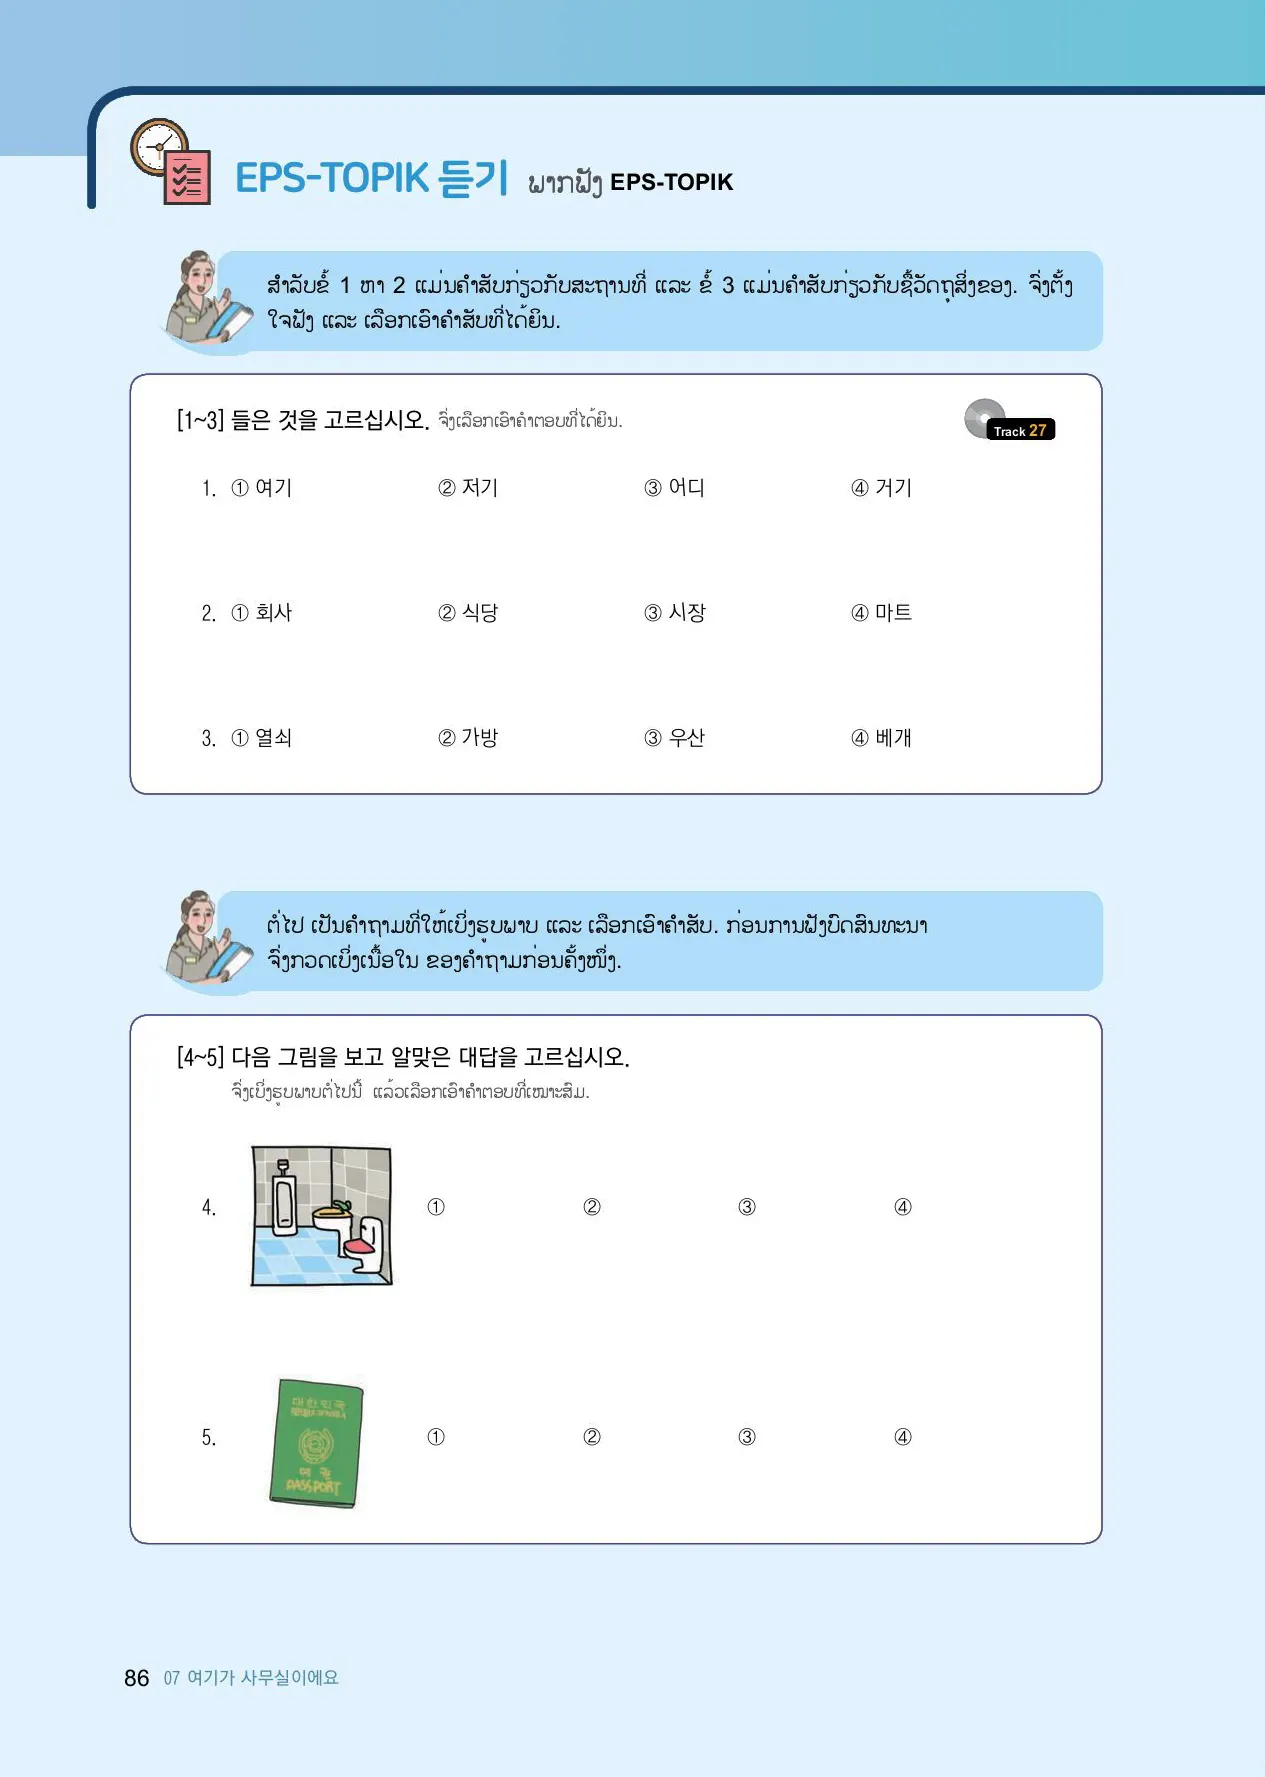 EPS-TOPIK 듣기 ພາກຟັງ EPS-TOPIK
ສຳລັບຂໍ້ 1 ຫາ 2 ແມ່ນຄຳສັບກ່ຽວກັບສະຖານທີ່ ແລະ ຂໍ້ 3 ແມ່ນຄຳສັບກ່ຽວກັບຊື່ວັດຖຸສິ່ງຂອງ. ຈົ່ງຕັ້ງ
ໃຈຟັງ ແລະ ເລືອກເອົາຄຳສັບທີ່ໄດ້ຍິນ.
[1~3] 들은 것을 고르십시오. ຈົ່ງເລືອກເອົາຄຳຕອບທີ່ໄດ້ຍິນ.
Track 27
1. ① 여기 ② 저기 ③ 어디 ④ 거기
2. ① 회사 ② 식당 ③ 시장 ④ 마트
3. ① 열쇠 ② 가방 ③ 우산 ④ 베개
ຕໍ່ໄປ ເປັນຄຳຖາມທີ່ໃຫ້ເບິ່ງຮູບພາບ ແລະ ເລືອກເອົາຄຳສັບ. ກ່ອນການຟັງບົດສົນທະນາ
ຈົ່ງກວດເບິ່ງເນື້ອໃນ ຂອງຄຳຖາມກ່ອນຄັ້ງໜຶ່ງ.
[4~5] 다음 그림을 보고 알맞은 대답을 고르십시오.
ຈົ່ງເບິ່ງຮູບພາບຕໍ່ໄປນີ້ ແລ້ວເລືອກເອົາຄຳຕອບທີ່ເໝາະສົມ.
4. ① ② ③ ④
대한민국
5. ① ② ③ ④
여권
PASSPORT
86 07 여기가 사무실이에요